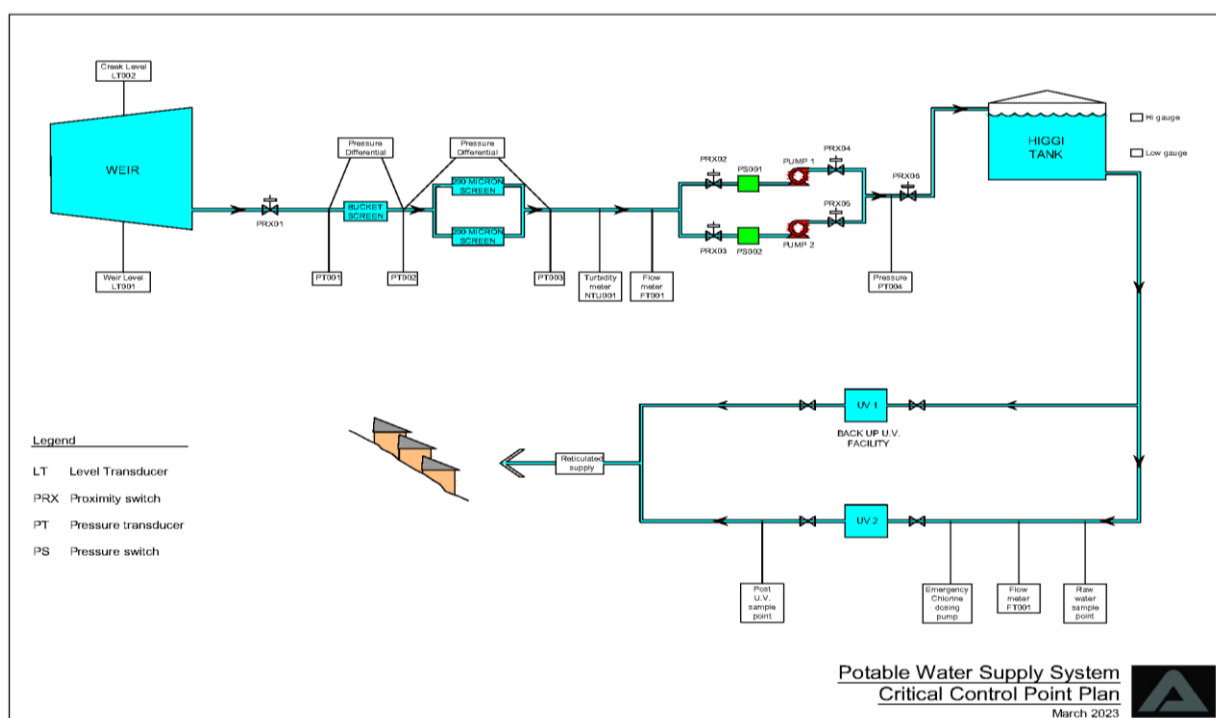 Creek Level
LT002
WEIR
Weir Level
LT001
PRX01
Pressure
Differential
BUCKET
SCREEN
PT001
PT002
Pressure
Differential
200 MICRON
SCREEN
200 MICRON
SCREEN
PT003
Turbidity
meter
NTU001
Flow
meter
FT001
PRX02
PS001
PUMP 1
PRX04
PRX03
PS002
PUMP 2
PRX05
PRX06
Pressure
PT004
HIGGI
TANK
Hi gauge
Low gauge
UV 1
BACK UP U.V.
FACILITY
Reticulated
supply
UV 2
Post
U.V.
sample
point
Emergency
Chlorine
dosing
pump
Flow
meter
FT001
Raw
water
sample
point
Legend
LT Level Transducer
PRX Proximity switch
PT Pressure transducer
PS Pressure switch
Potable Water Supply System
Critical Control Point Plan
March 2023